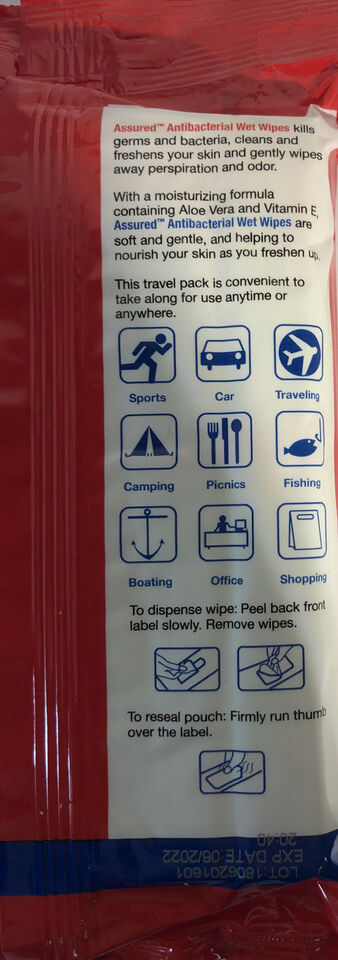 Assured™ Antibacterial Wet Wipes kills
germs and bacteria, cleans and
freshens your skin and gently wipes
away perspiration and odor.
With a moisturizing formula
containing Aloe Vera and Vitamin E,
Assured™ Antibacterial Wet Wipes are
soft and gentle, and helping to
nourish your skin as you freshen up.
This travel pack is convenient to
take along for use anytime or
anywhere.
Sports Car Traveling
Camping Picnics Fishing
Boating Office Shopping
To dispense wipe: Peel back front
label slowly. Remove wipes.
To reseal pouch: Firmly run thumb
over the label.
LOT:1806201601
EXP DATE:06/2022
20:40